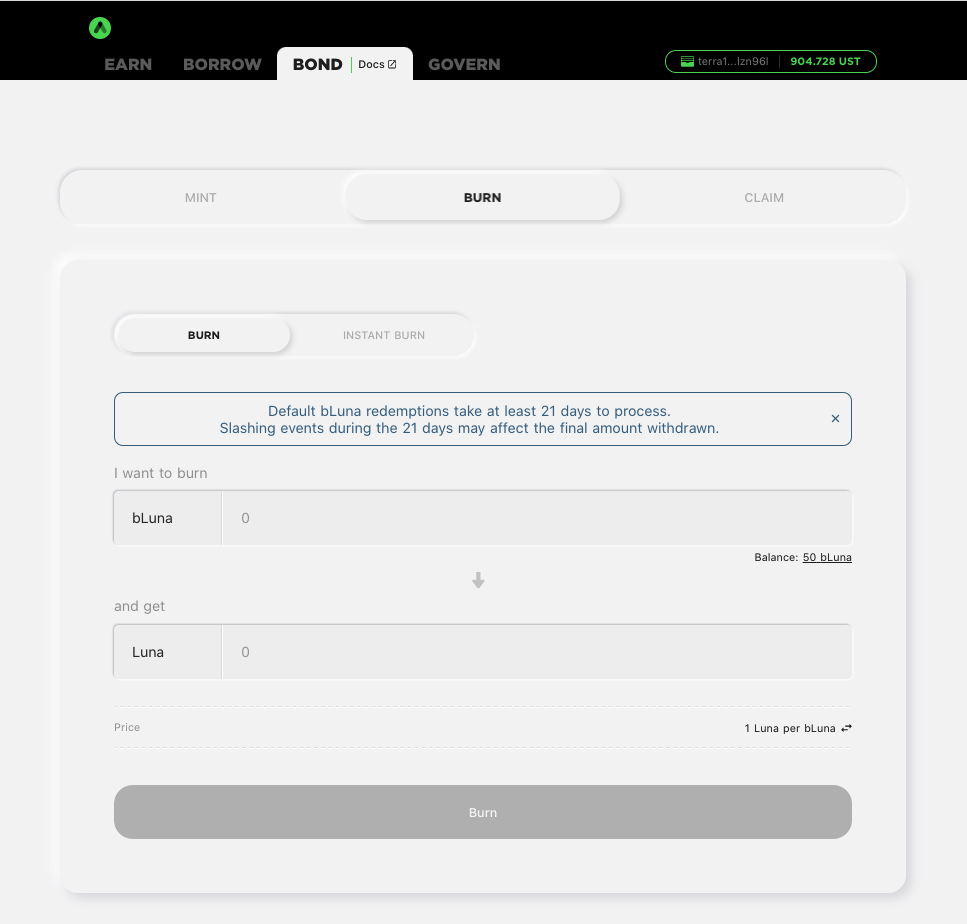 EARN BORROW BOND Docs GOVERN terra1...lzn96l 904.728 UST
MINT BURN CLAIM
BURN INSTANT BURN
Default bLuna redemptions take at least 21 days to process.
Slashing events during the 21 days may affect the final amount withdrawn.
I want to burn
bLuna 0
Balance: 50 bLuna
and get
Luna 0
Price 1 Luna per bLuna
Burn